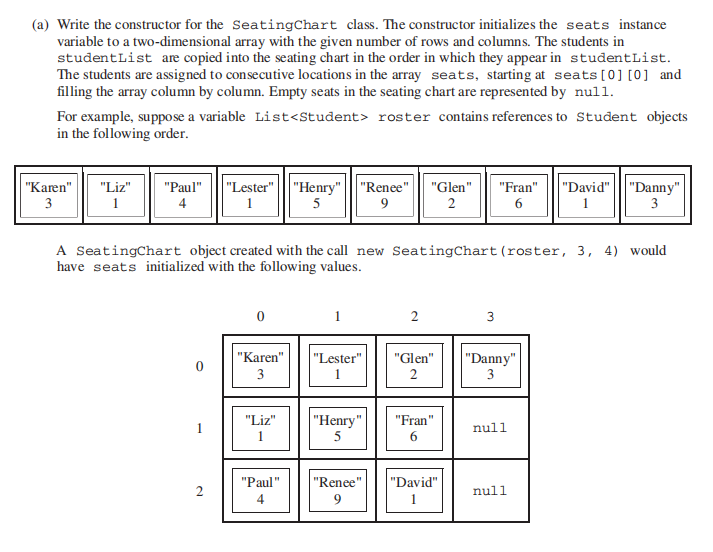 (a) Write the constructor for the SeatingChart class. The constructor initializes the seats instance
variable to a two-dimensional array with the given number of rows and columns. The students in
studentList are copied into the seating chart in the order in which they appear in studentList.
The students are assigned to consecutive locations in the array seats, starting at seats[0][0] and
filling the array column by column. Empty seats in the seating chart are represented by null.
For example, suppose a variable List<Student> roster contains references to Student objects
in the following order.
"Karen" "Liz" "Paul" "Lester" "Henry" "Renee" "Glen" "Fran" "David" "Danny"
3 1 4 1 5 9 2 6 1 3
A SeatingChart object created with the call new SeatingChart(roster, 3, 4) would
have seats initialized with the following values.
0 1 2 3
"Karen" "Lester" "Glen" "Danny"
0
3 1 2 3
"Liz" "Henry" "Fran"
1 null
1 5 6
"Paul" "Renee" "David"
2 null
4 9 1